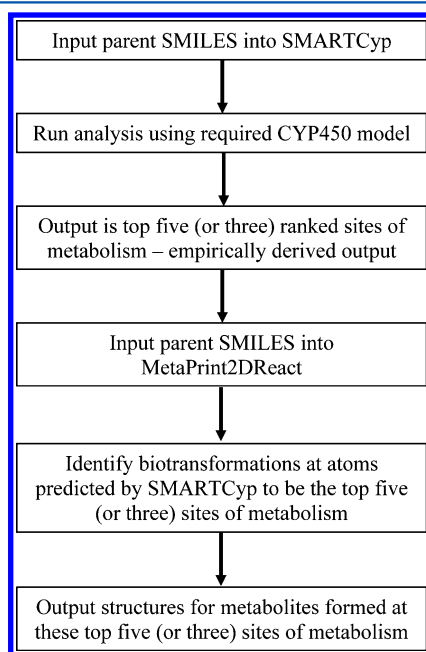 Input parent SMILES into SMARTCyp
Run analysis using required CYP450 model
Output is top five (or three) ranked sites of
metabolism – empirically derived output
Input parent SMILES into
MetaPrint2DReact
Identify biotransformations at atoms
predicted by SMARTCyp to be the top five
(or three) sites of metabolism
Output structures for metabolites formed at
these top five (or three) sites of metabolism